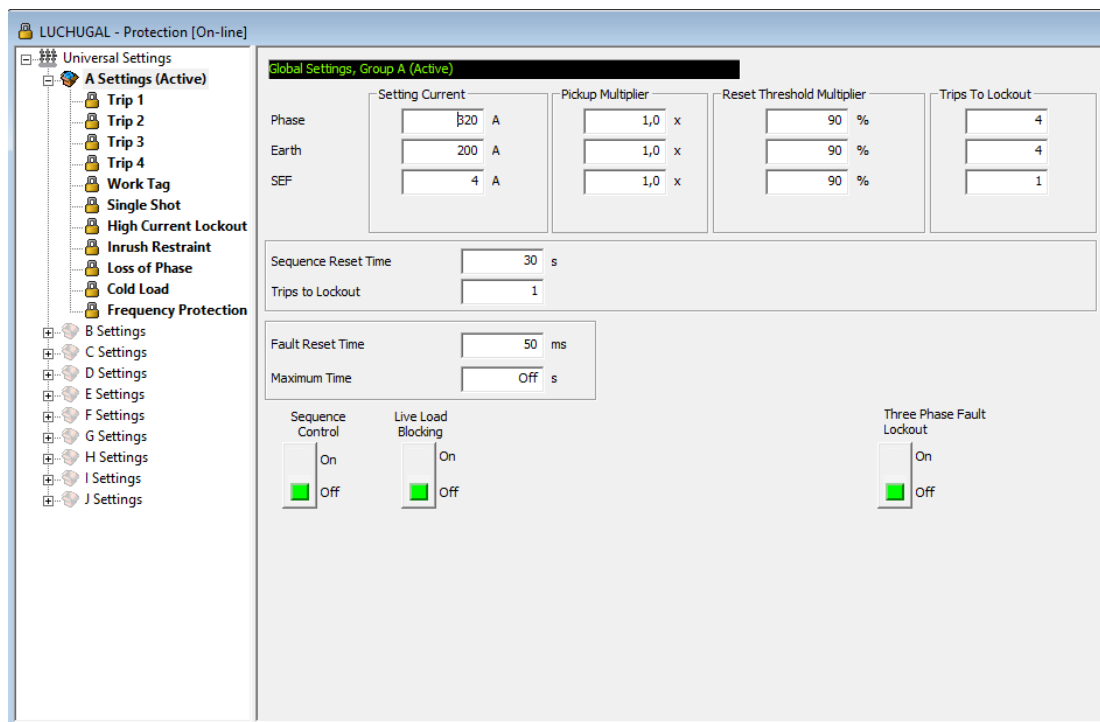 LUCHUGAL - Protection [On-line]
Universal Settings
A Settings (Active)
Trip 1
Trip 2
Trip 3
Trip 4
Work Tag
Single Shot
High Current Lockout
Inrush Restraint
Loss of Phase
Cold Load
Frequency Protection
B Settings
C Settings
D Settings
E Settings
F Settings
G Settings
H Settings
I Settings
J Settings
Global Settings, Group A (Active)
Setting Current Pickup Multiplier Reset Threshold Multiplier Trips To Lockout
Phase 320 A 1,0 x 90 % 4
Earth 200 A 1,0 x 90 % 4
SEF 4 A 1,0 x 90 % 1
Sequence Reset Time 30 s
Trips to Lockout 1
Fault Reset Time 50 ms
Maximum Time Off s
Sequence Control
On
Off
Live Load Blocking
On
Off
Three Phase Fault Lockout
On
Off